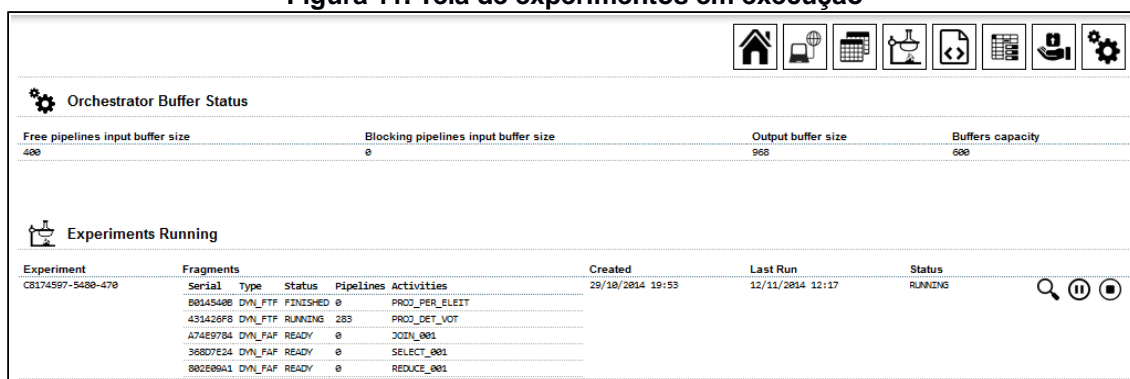 Figura 11: Tela de experimentos em execução
Orchestrator Buffer Status
Free pipelines input buffer size Blocking pipelines input buffer size Output buffer size Buffers capacity
400 0 968 600
Experiments Running
Experiment Fragments Created Last Run Status
C8174597-5480-470 Serial Type Status Pipelines Activities 29/10/2014 19:53 12/11/2014 12:17 RUNNING
B0145408 DYN_FTF FINISHED 0 PROJ_PER_ELEIT
431426F8 DYN_FTF RUNNING 283 PROJ_DET_VOT
A74E9784 DYN_FAF READY 0 JOIN_001
368D7E24 DYN_FAF READY 0 SELECT_001
802E09A1 DYN_FAF READY 0 REDUCE_001